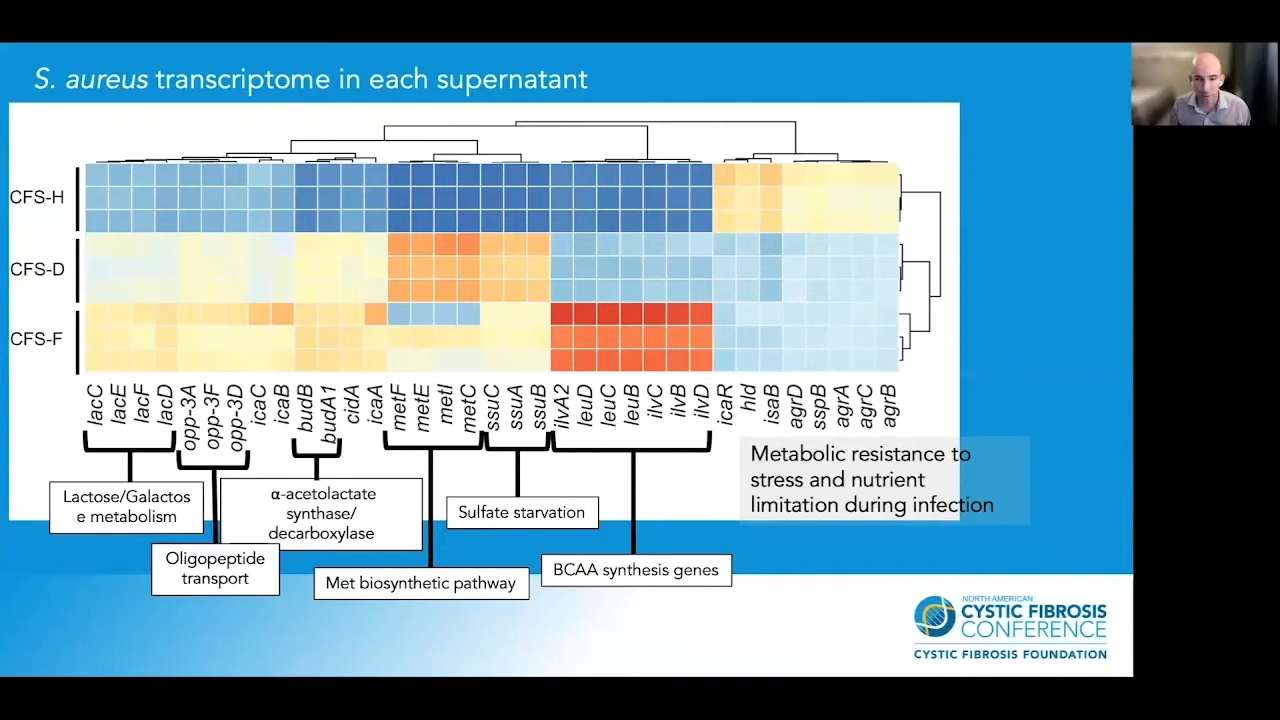 S. aureus transcriptome in each supernatant
CFS-H
CFS-D
CFS-F
lacC
lacE
lacF
lacD
opp-3A
opp-3F
opp-3D
icaC
icaB
budB
budA1
cidA
icaA
metF
metE
metI
metC
ssuC
ssuA
ssuB
ilvA2
leuD
leuC
leuB
ilvC
ilvB
ilvD
icaR
hld
isaB
agrD
sspB
agrA
agrC
agrB
Metabolic resistance to
stress and nutrient
limitation during infection
Lactose/Galactos
e metabolism
α-acetolactate
synthase/
decarboxylase
Sulfate starvation
Oligopeptide
transport
Met biosynthetic pathway
BCAA synthesis genes
NORTH AMERICAN
CYSTIC FIBROSIS
CONFERENCE
CYSTIC FIBROSIS FOUNDATION